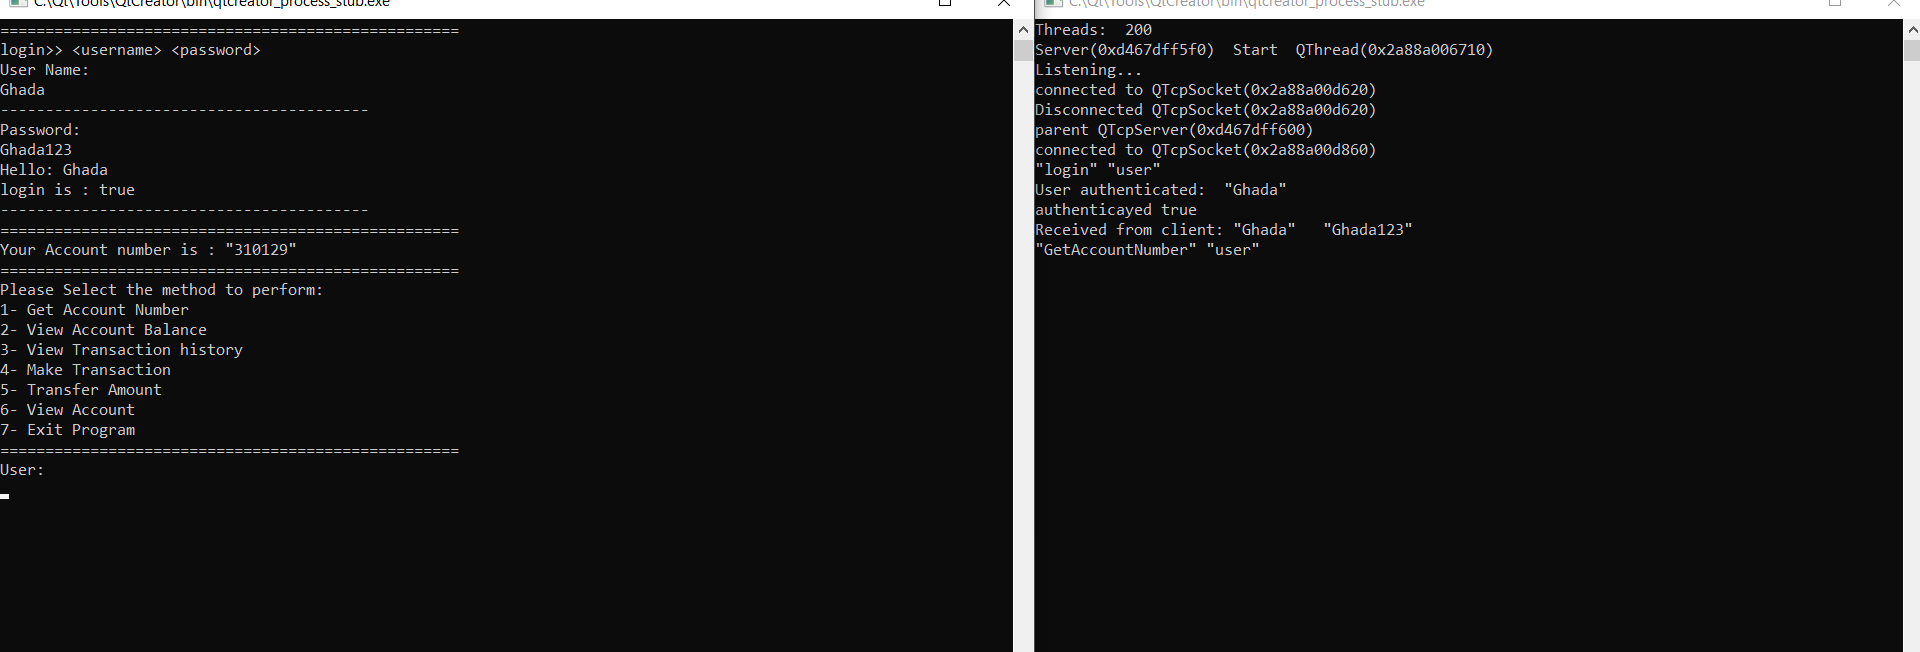 C:\Qt\Tools\QtCreator\bin\qtcreator_process_stub.exe
==================================================
login>> <username> <password>
User Name:
Ghada
-----------------------------------------
Password:
Ghada123
Hello: Ghada
login is : true
-----------------------------------------
===================================================
Your Account number is : "310129"
===================================================
Please Select the method to perform:
1- Get Account Number
2- View Account Balance
3- View Transaction history
4- Make Transaction
5- Transfer Amount
6- View Account
7- Exit Program
===================================================
User:
C:\Qt\Tools\QtCreator\bin\qtcreator_process_stub.exe
Threads:  200
Server(0xd467dff5f0)  Start  QThread(0x2a88a006710)
Listening...
connected to QTcpSocket(0x2a88a00d620)
Disconnected QTcpSocket(0x2a88a00d620)
parent QTcpServer(0xd467dff600)
connected to QTcpSocket(0x2a88a00d860)
"login" "user"
User authenticated:  "Ghada"
authenticayed true
Received from client: "Ghada"   "Ghada123"
"GetAccountNumber" "user"